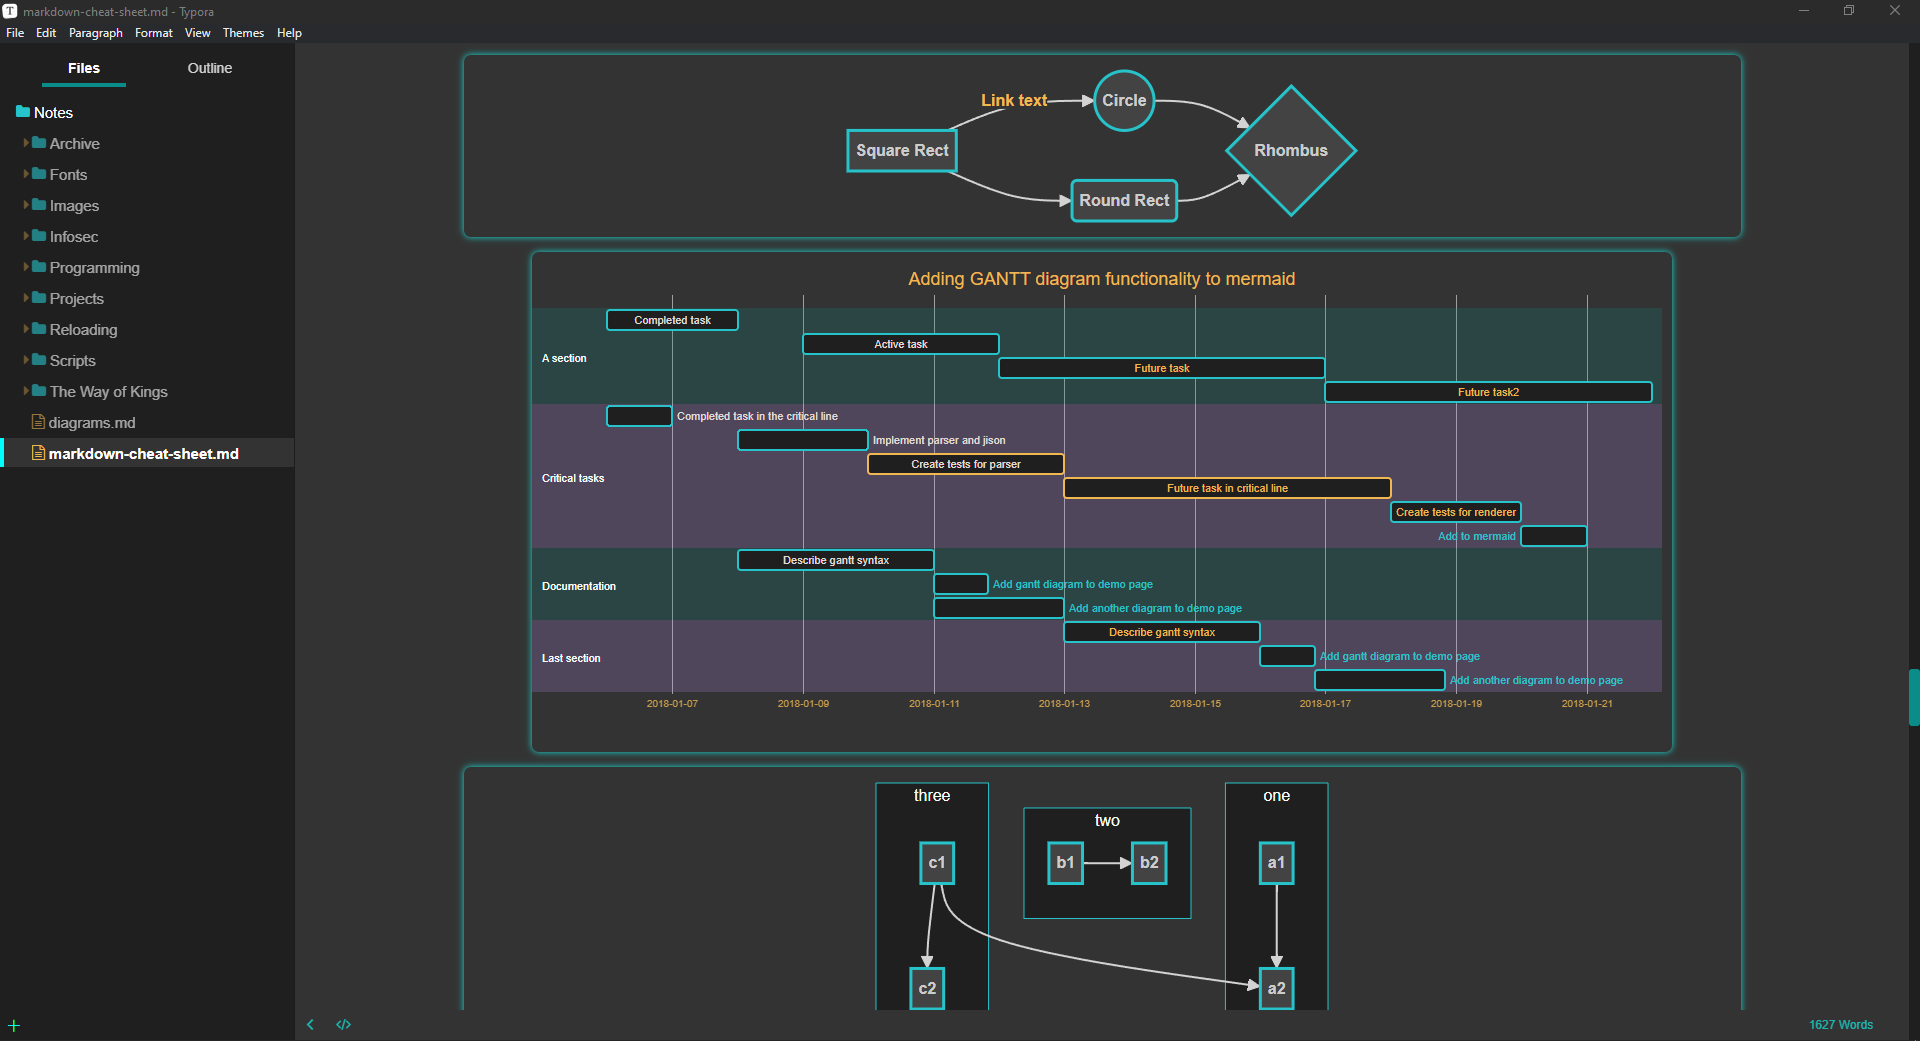 T markdown-cheat-sheet.md - Typora
File Edit Paragraph Format View Themes Help
Files Outline
Notes
Archive
Fonts
Images
Infosec
Programming
Projects
Reloading
Scripts
The Way of Kings
diagrams.md
markdown-cheat-sheet.md
Link text
Circle
Square Rect
Rhombus
Round Rect
Adding GANTT diagram functionality to mermaid
Completed task
Active task
A section
Future task
Future task2
Completed task in the critical line
Implement parser and jison
Create tests for parser
Critical tasks
Future task in critical line
Create tests for renderer
Add to mermaid
Describe gantt syntax
Add gantt diagram to demo page
Documentation
Add another diagram to demo page
Describe gantt syntax
Add gantt diagram to demo page
Last section
Add another diagram to demo page
2018-01-07 2018-01-09 2018-01-11 2018-01-13 2018-01-15 2018-01-17 2018-01-19 2018-01-21
three
one
two
c1
b1
b2
a1
c2
a2
+
</>
1627 Words